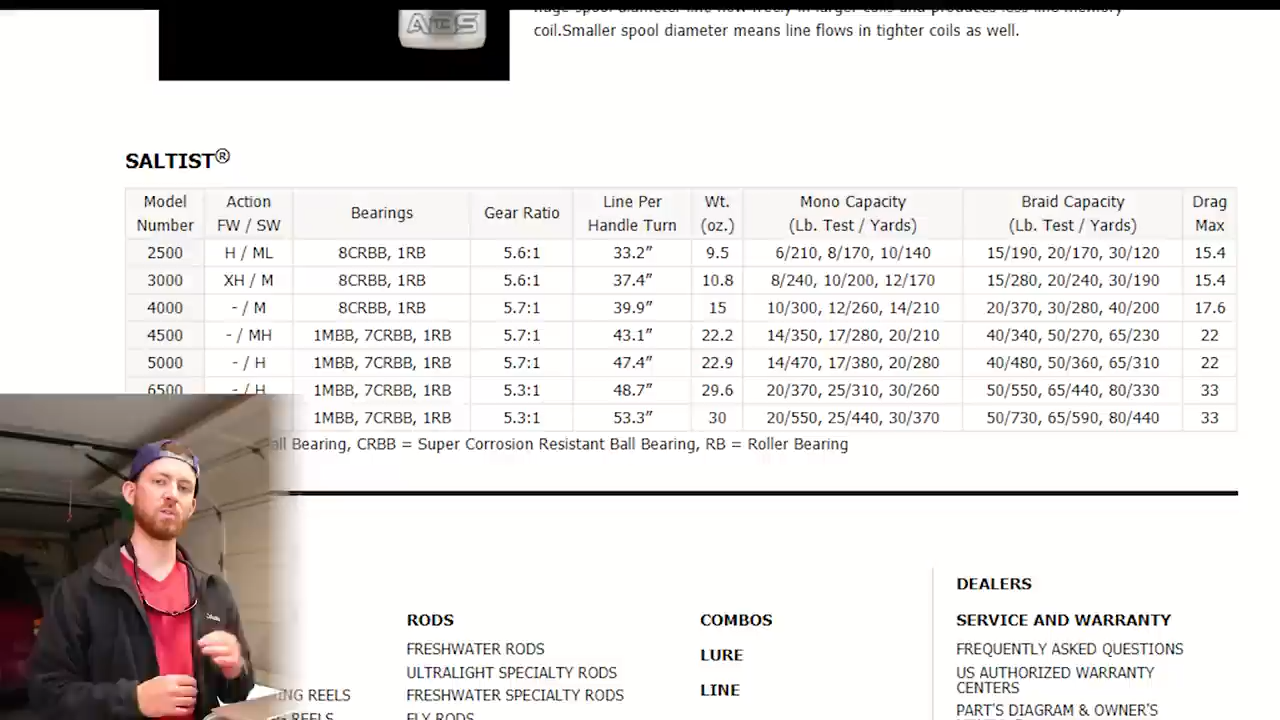 coil.Smaller spool diameter means line flows in tighter coils as well.
SALTIST®
Model Number | Action FW / SW | Bearings | Gear Ratio | Line Per Handle Turn | Wt. (oz.) | Mono Capacity (Lb. Test / Yards) | Braid Capacity (Lb. Test / Yards) | Drag Max
2500 | H / ML | 8CRBB, 1RB | 5.6:1 | 33.2″ | 9.5 | 6/210, 8/170, 10/140 | 15/190, 20/170, 30/120 | 15.4
3000 | XH / M | 8CRBB, 1RB | 5.6:1 | 37.4″ | 10.8 | 8/240, 10/200, 12/170 | 15/280, 20/240, 30/190 | 15.4
4000 | - / M | 8CRBB, 1RB | 5.7:1 | 39.9″ | 15 | 10/300, 12/260, 14/210 | 20/370, 30/280, 40/200 | 17.6
4500 | - / MH | 1MBB, 7CRBB, 1RB | 5.7:1 | 43.1″ | 22.2 | 14/350, 17/280, 20/210 | 40/340, 50/270, 65/230 | 22
5000 | - / H | 1MBB, 7CRBB, 1RB | 5.7:1 | 47.4″ | 22.9 | 14/470, 17/380, 20/280 | 40/480, 50/360, 65/310 | 22
6500 | - / H | 1MBB, 7CRBB, 1RB | 5.3:1 | 48.7″ | 29.6 | 20/370, 25/310, 30/260 | 50/550, 65/440, 80/330 | 33
1MBB, 7CRBB, 1RB | 5.3:1 | 53.3″ | 30 | 20/550, 25/440, 30/370 | 50/730, 65/590, 80/440 | 33
Bearing, CRBB = Super Corrosion Resistant Ball Bearing, RB = Roller Bearing
REELS
REELS
RODS
FRESHWATER RODS
ULTRALIGHT SPECIALTY RODS
FRESHWATER SPECIALTY RODS
FLY RODS
COMBOS
LURE
LINE
DEALERS
SERVICE AND WARRANTY
FREQUENTLY ASKED QUESTIONS
US AUTHORIZED WARRANTY
CENTERS
PART'S DIAGRAM & OWNER'S